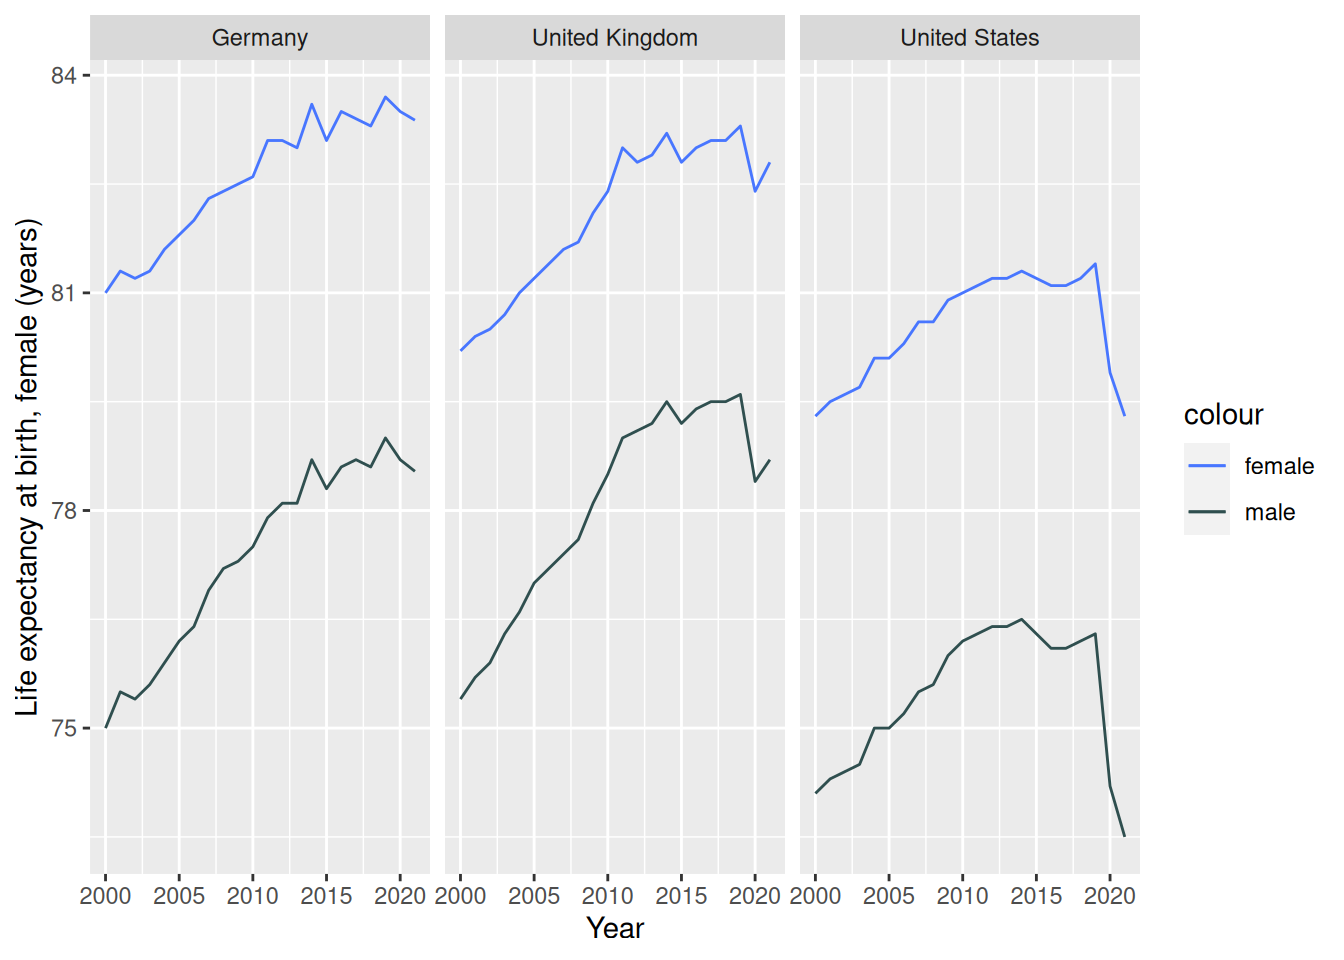 Germany
United Kingdom
United States
Life expectancy at birth, female (years)
84
81
78
75
2000 2005 2010 2015 2020
2000 2005 2010 2015 2020
2000 2005 2010 2015 2020
Year
colour
female
male